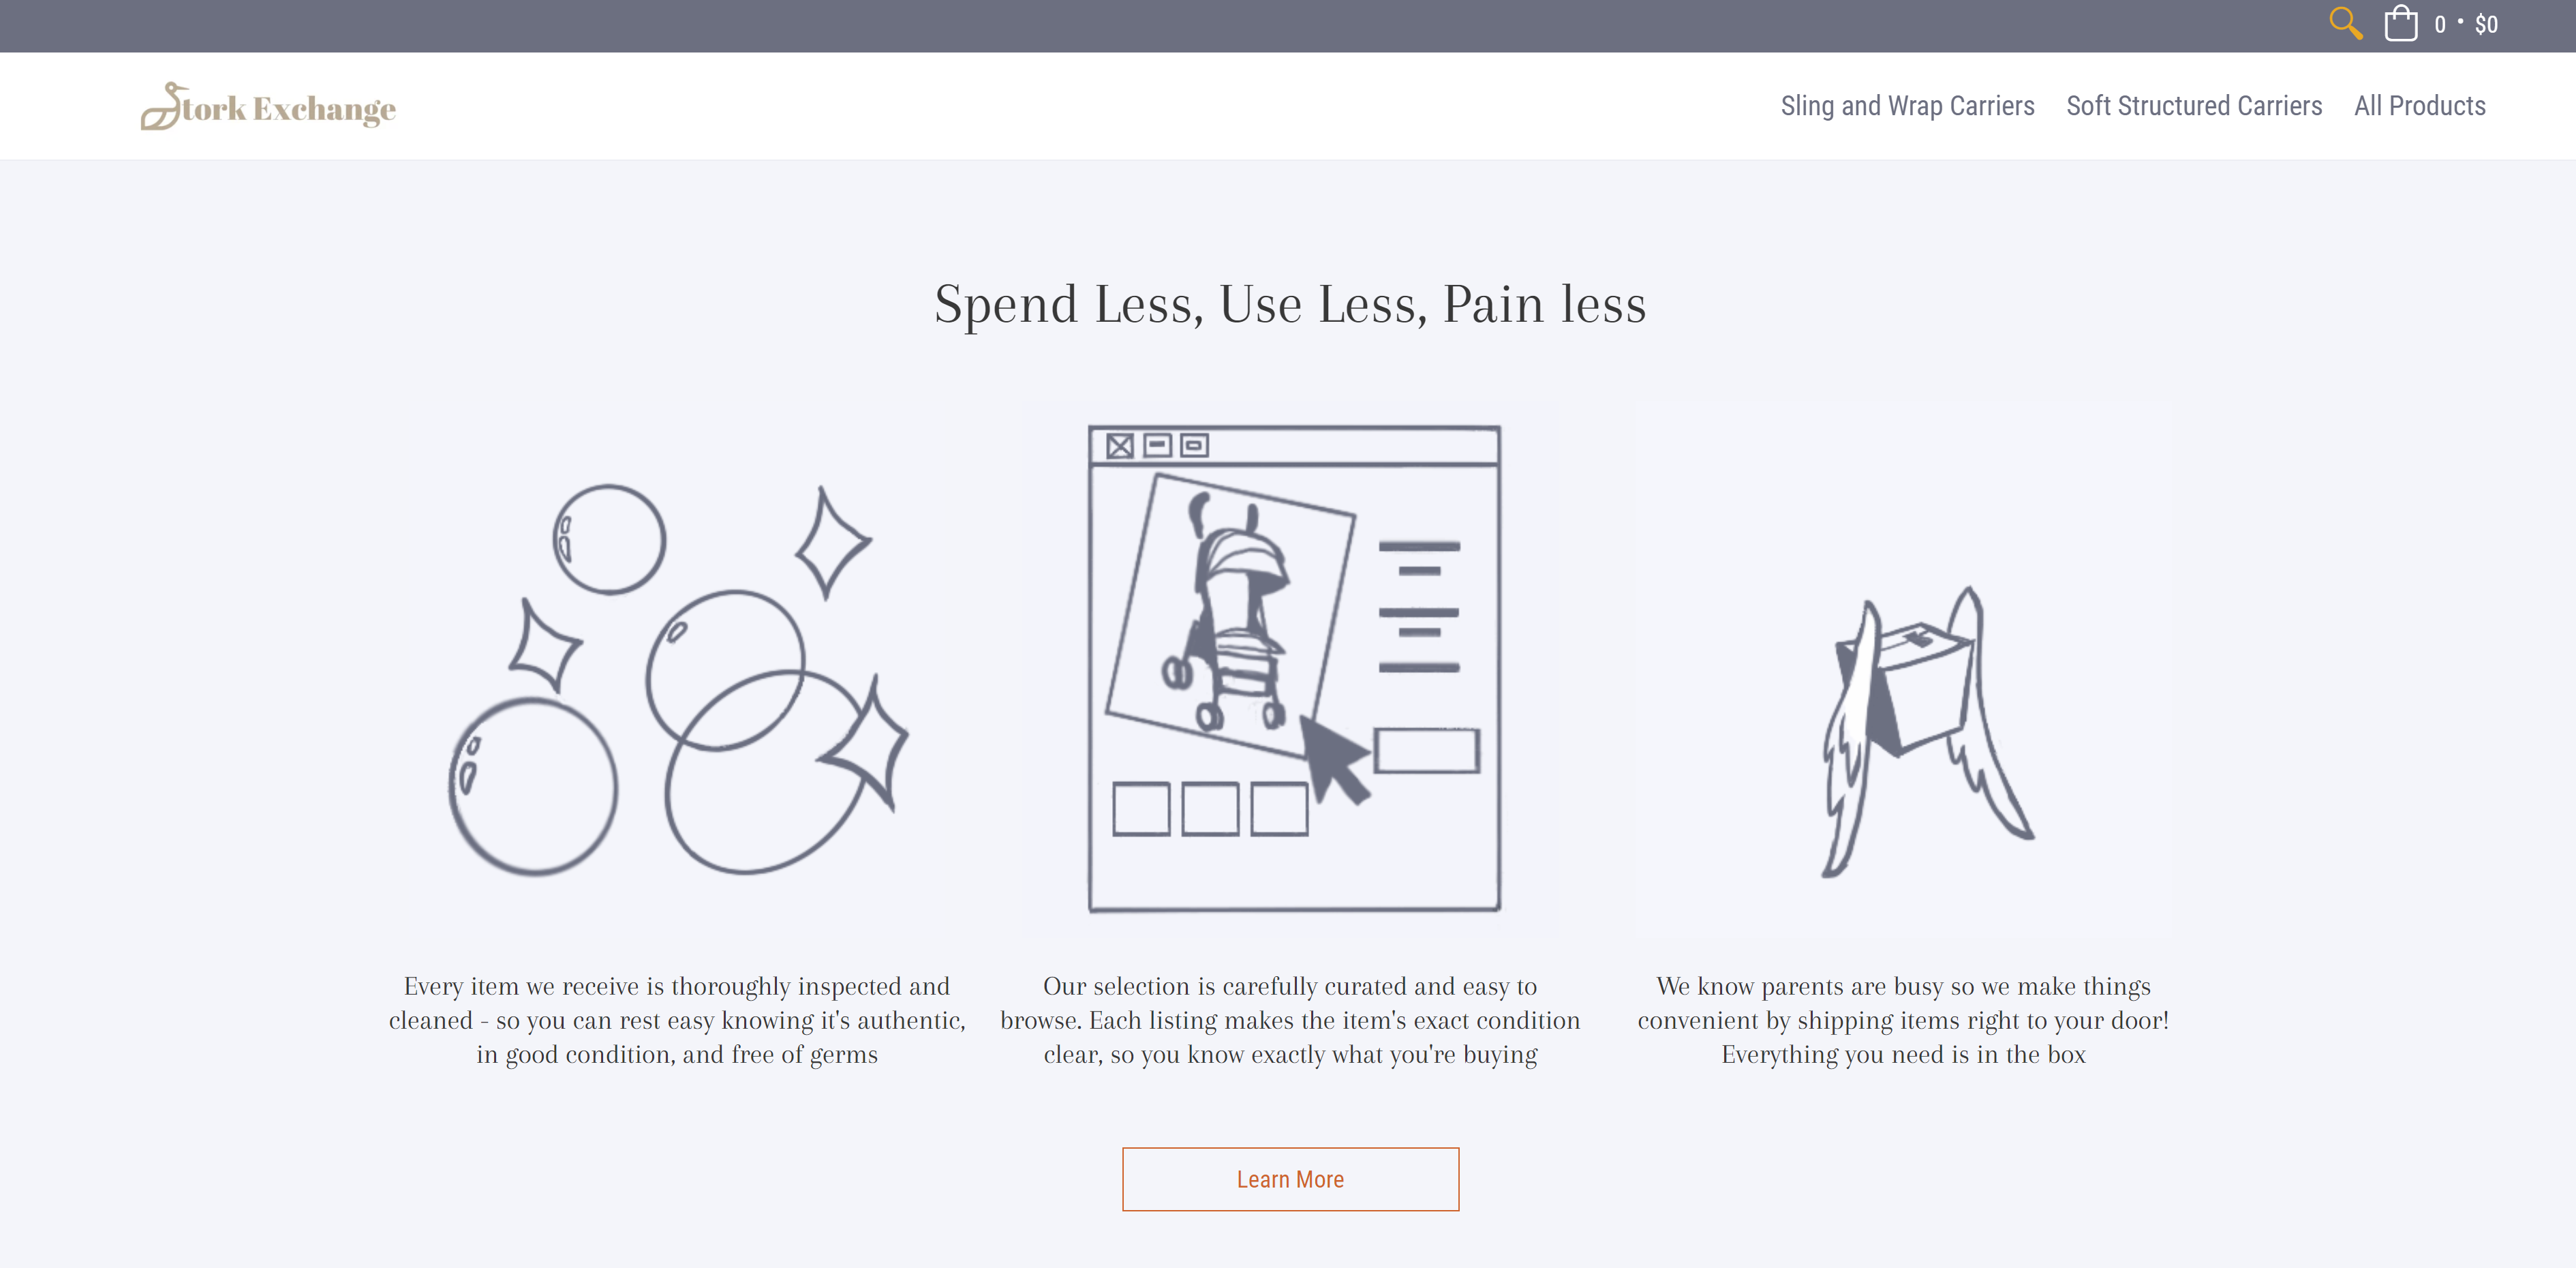 0 • $0
Stork Exchange
Sling and Wrap Carriers Soft Structured Carriers All Products
Spend Less, Use Less, Pain less
Every item we receive is thoroughly inspected and
cleaned - so you can rest easy knowing it's authentic,
in good condition, and free of germs
Our selection is carefully curated and easy to
browse. Each listing makes the item's exact condition
clear, so you know exactly what you're buying
We know parents are busy so we make things
convenient by shipping items right to your door!
Everything you need is in the box
Learn More